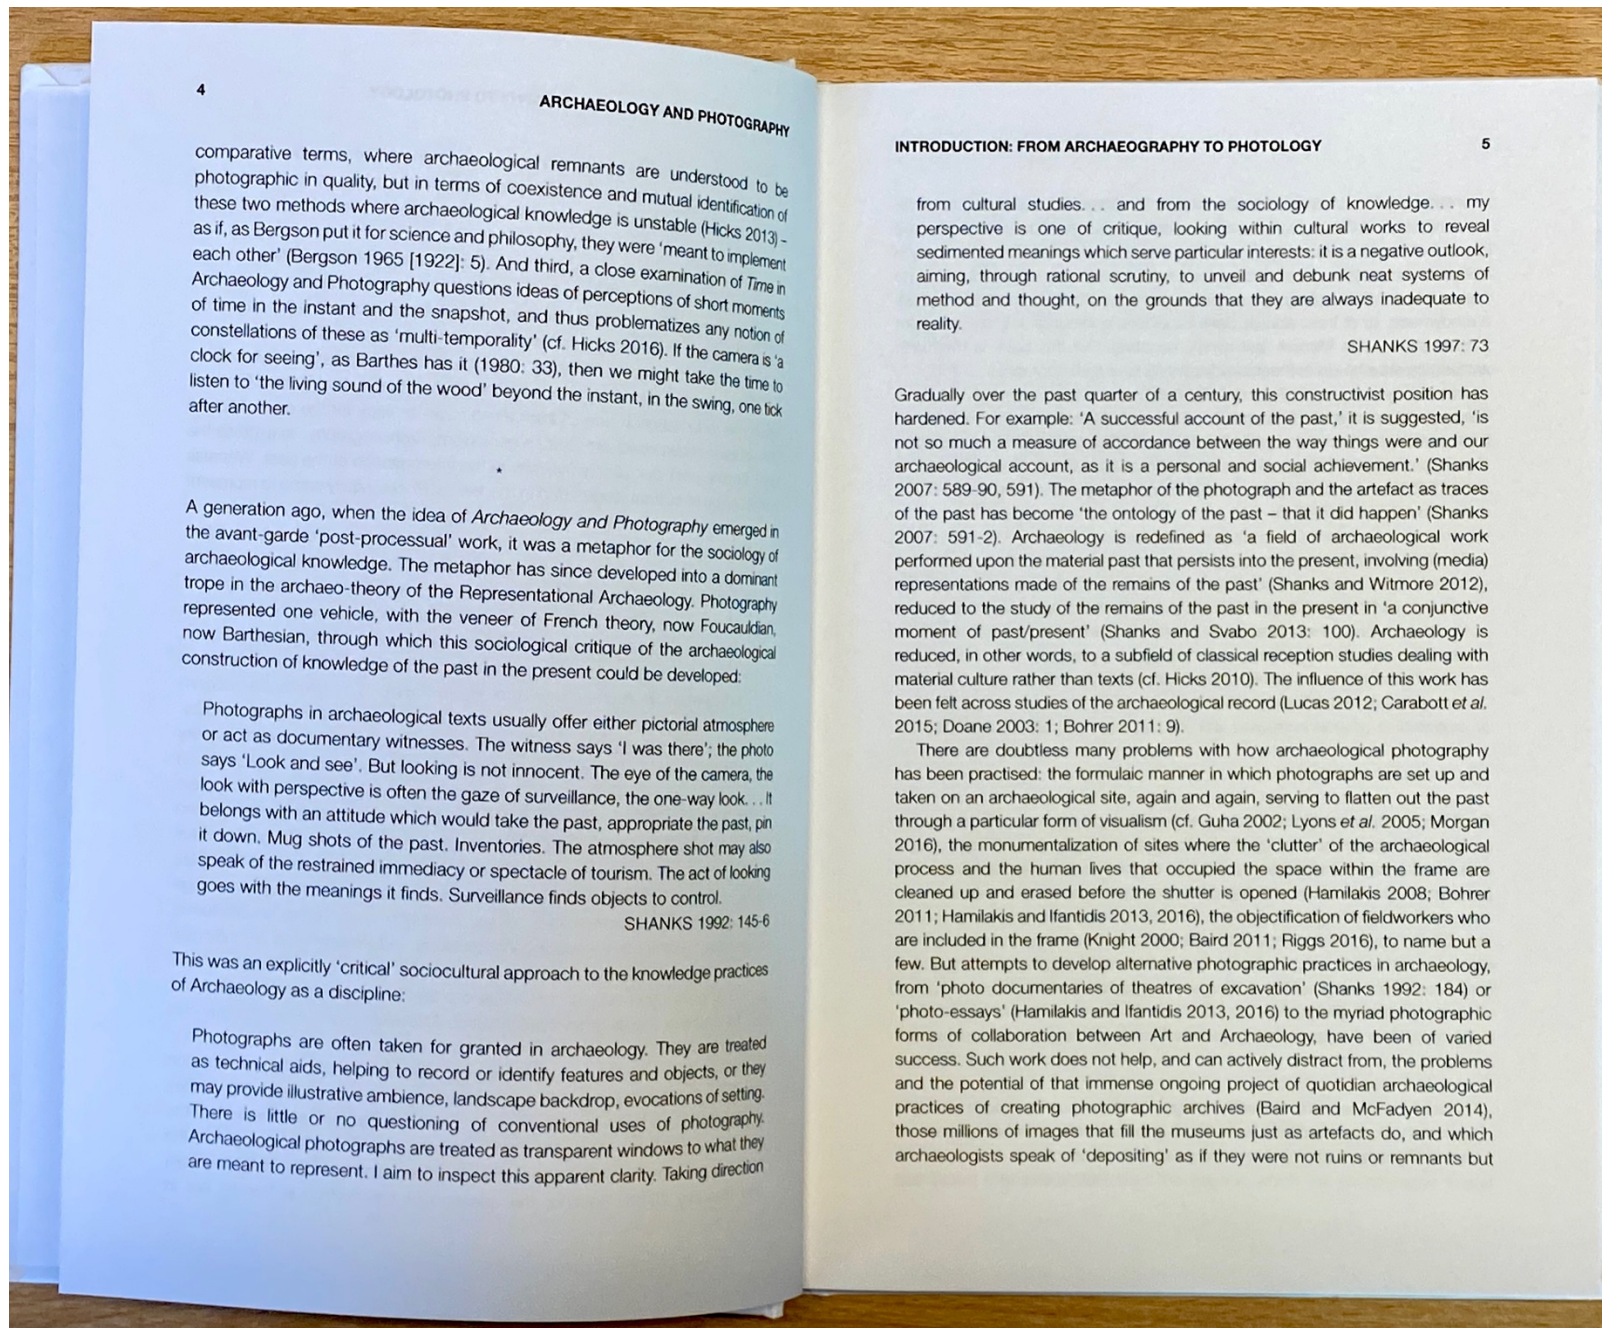 4
ARCHAEOLOGY AND PHOTOGRAPHY
comparative terms, where archaeological remnants are understood to be
photographic in quality, but in terms of coexistence and mutual identification of
these two methods where archaeological knowledge is unstable (Hicks 2013) –
as if, as Bergson put it for science and philosophy, they were ‘meant to implement
each other’ (Bergson 1965 [1922]: 5). And third, a close examination of Time in
Archaeology and Photography questions ideas of perceptions of short moments
of time in the instant and the snapshot, and thus problematizes any notion of
constellations of these as ‘multi-temporality’ (cf. Hicks 2016). If the camera is ‘a
clock for seeing’, as Barthes has it (1980: 33), then we might take the time to
listen to ‘the living sound of the wood’ beyond the instant, in the swing, one tick
after another.
*
A generation ago, when the idea of Archaeology and Photography emerged in
the avant-garde ‘post-processual’ work, it was a metaphor for the sociology of
archaeological knowledge. The metaphor has since developed into a dominant
trope in the archaeo-theory of the Representational Archaeology. Photography
represented one vehicle, with the veneer of French theory, now Foucauldian,
now Barthesian, through which this sociological critique of the archaeological
construction of knowledge of the past in the present could be developed:
Photographs in archaeological texts usually offer either pictorial atmosphere
or act as documentary witnesses. The witness says ‘I was there’; the photo
says ‘Look and see’. But looking is not innocent. The eye of the camera, the
look with perspective is often the gaze of surveillance, the one-way look. . . It
belongs with an attitude which would take the past, appropriate the past, pin
it down. Mug shots of the past. Inventories. The atmosphere shot may also
speak of the restrained immediacy or spectacle of tourism. The act of looking
goes with the meanings it finds. Surveillance finds objects to control.
SHANKS 1992: 145-6
This was an explicitly ‘critical’ sociocultural approach to the knowledge practices
of Archaeology as a discipline:
Photographs are often taken for granted in archaeology. They are treated
as technical aids, helping to record or identify features and objects, or they
may provide illustrative ambience, landscape backdrop, evocations of setting.
There is little or no questioning of conventional uses of photography.
Archaeological photographs are treated as transparent windows to what they
are meant to represent. I aim to inspect this apparent clarity. Taking direction
INTRODUCTION: FROM ARCHAEOGRAPHY TO PHOTOLOGY 5
from cultural studies. . . and from the sociology of knowledge. . . my
perspective is one of critique, looking within cultural works to reveal
sedimented meanings which serve particular interests: it is a negative outlook,
aiming, through rational scrutiny, to unveil and debunk neat systems of
method and thought, on the grounds that they are always inadequate to
reality.
SHANKS 1997: 73
Gradually over the past quarter of a century, this constructivist position has
hardened. For example: ‘A successful account of the past,’ it is suggested, ‘is
not so much a measure of accordance between the way things were and our
archaeological account, as it is a personal and social achievement.’ (Shanks
2007: 589-90, 591). The metaphor of the photograph and the artefact as traces
of the past has become ‘the ontology of the past – that it did happen’ (Shanks
2007: 591-2). Archaeology is redefined as ‘a field of archaeological work
performed upon the material past that persists into the present, involving (media)
representations made of the remains of the past’ (Shanks and Witmore 2012),
reduced to the study of the remains of the past in the present in ‘a conjunctive
moment of past/present’ (Shanks and Svabo 2013: 100). Archaeology is
reduced, in other words, to a subfield of classical reception studies dealing with
material culture rather than texts (cf. Hicks 2010). The influence of this work has
been felt across studies of the archaeological record (Lucas 2012; Carabott et al.
2015; Doane 2003: 1; Bohrer 2011: 9).
There are doubtless many problems with how archaeological photography
has been practised: the formulaic manner in which photographs are set up and
taken on an archaeological site, again and again, serving to flatten out the past
through a particular form of visualism (cf. Guha 2002; Lyons et al. 2005; Morgan
2016), the monumentalization of sites where the ‘clutter’ of the archaeological
process and the human lives that occupied the space within the frame are
cleaned up and erased before the shutter is opened (Hamilakis 2008; Bohrer
2011; Hamilakis and Ifantidis 2013, 2016), the objectification of fieldworkers who
are included in the frame (Knight 2000; Baird 2011; Riggs 2016), to name but a
few. But attempts to develop alternative photographic practices in archaeology,
from ‘photo documentaries of theatres of excavation’ (Shanks 1992: 184) or
‘photo-essays’ (Hamilakis and Ifantidis 2013, 2016) to the myriad photographic
forms of collaboration between Art and Archaeology, have been of varied
success. Such work does not help, and can actively distract from, the problems
and the potential of that immense ongoing project of quotidian archaeological
practices of creating photographic archives (Baird and McFadyen 2014),
those millions of images that fill the museums just as artefacts do, and which
archaeologists speak of ‘depositing’ as if they were not ruins or remnants but